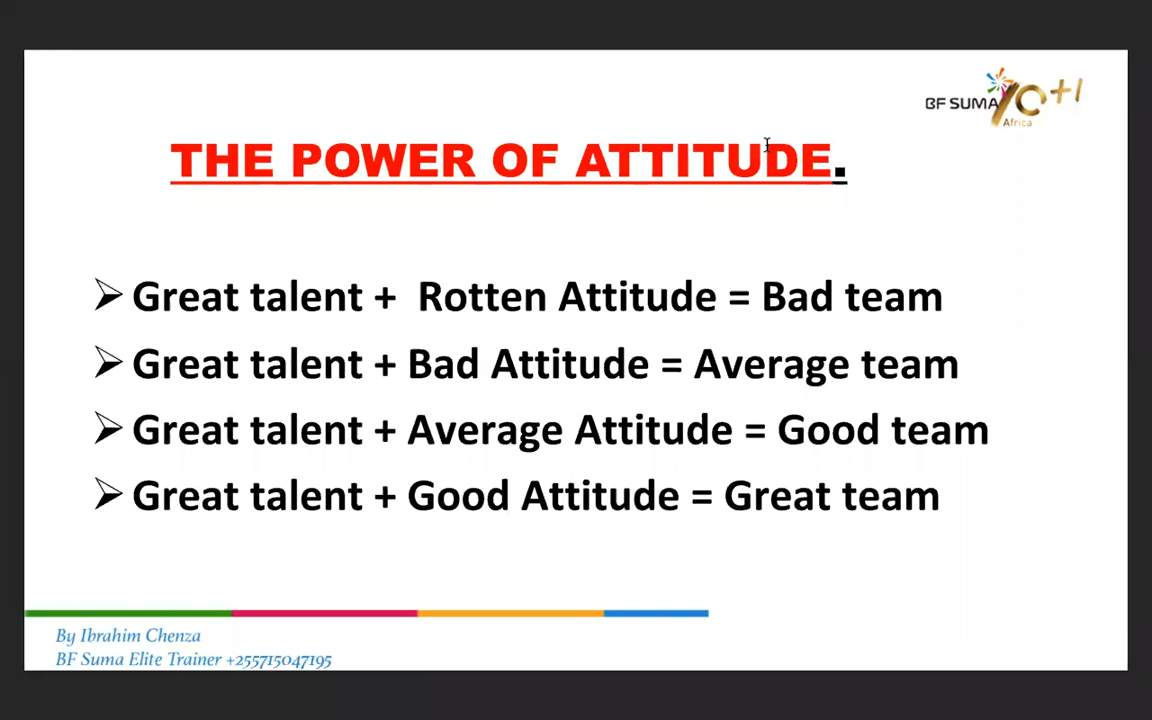 BF SUMA 10+1
Africa
THE POWER OF ATTITUDE.
➢ Great talent + Rotten Attitude = Bad team
➢ Great talent + Bad Attitude = Average team
➢ Great talent + Average Attitude = Good team
➢ Great talent + Good Attitude = Great team
By Ibrahim Chenza
BF Suma Elite Trainer +255715047195